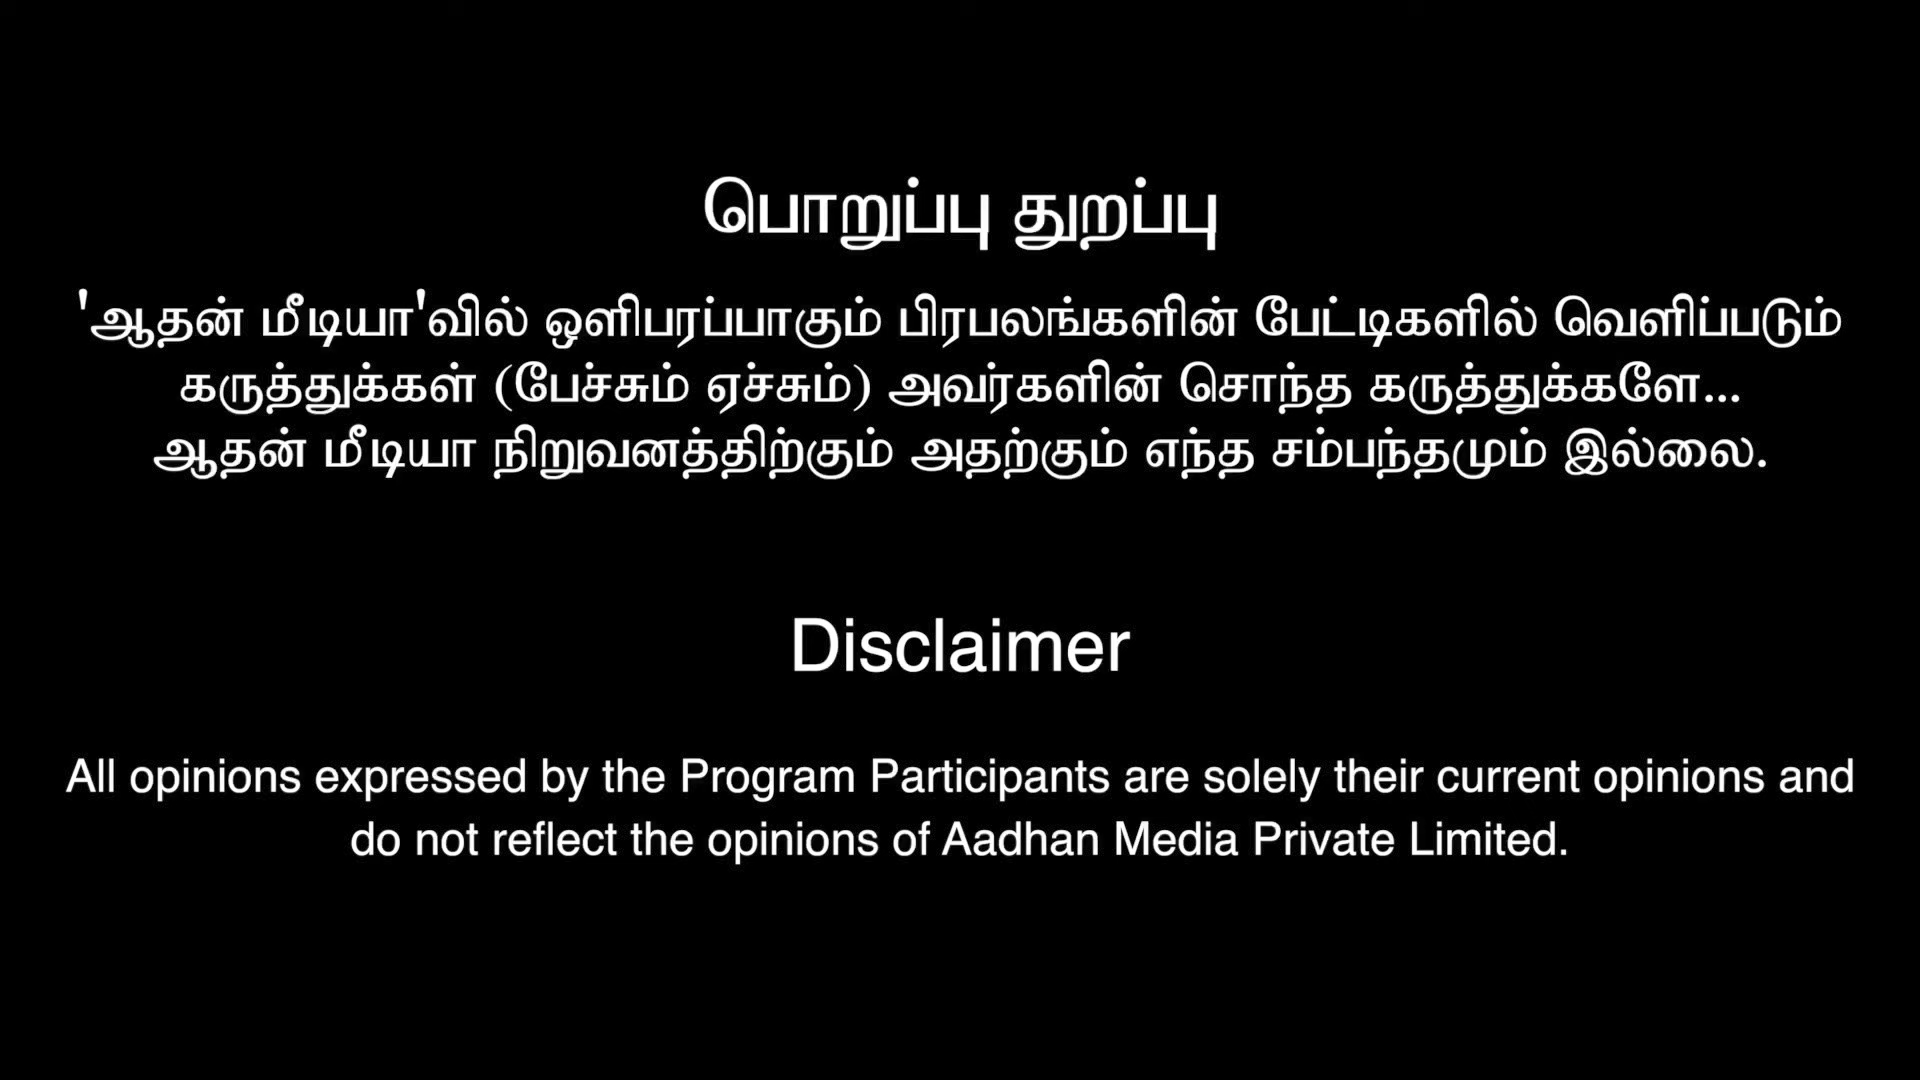 பொறுப்பு துறப்பு
'ஆதன் மீடியா'வில் ஒளிபரப்பாகும் பிரபலங்களின் பேட்டிகளில் வெளிப்படும்
கருத்துக்கள் (பேச்சும் ஏச்சும்) அவர்களின் சொந்த கருத்துக்களே...
ஆதன் மீடியா நிறுவனத்திற்கும் அதற்கும் எந்த சம்பந்தமும் இல்லை.
Disclaimer
All opinions expressed by the Program Participants are solely their current opinions and
do not reflect the opinions of Aadhan Media Private Limited.